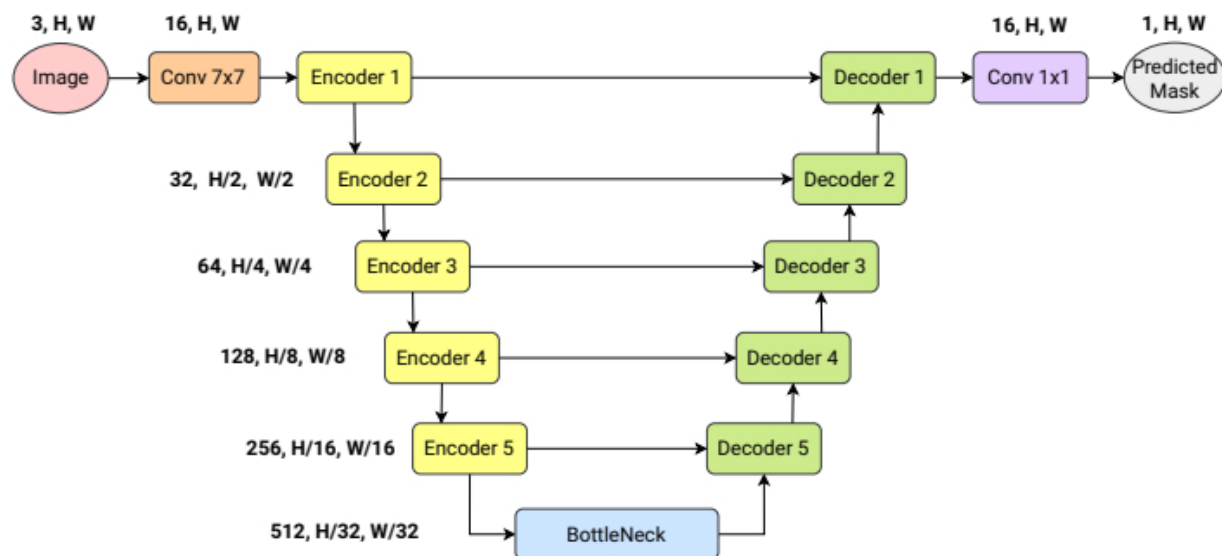 3, H, W
16, H, W
16, H, W
1, H, W
Image
Conv 7x7
Encoder 1
Decoder 1
Conv 1x1
Predicted
Mask
32, H/2, W/2
Encoder 2
Decoder 2
64, H/4, W/4
Encoder 3
Decoder 3
128, H/8, W/8
Encoder 4
Decoder 4
256, H/16, W/16
Encoder 5
Decoder 5
512, H/32, W/32
BottleNeck